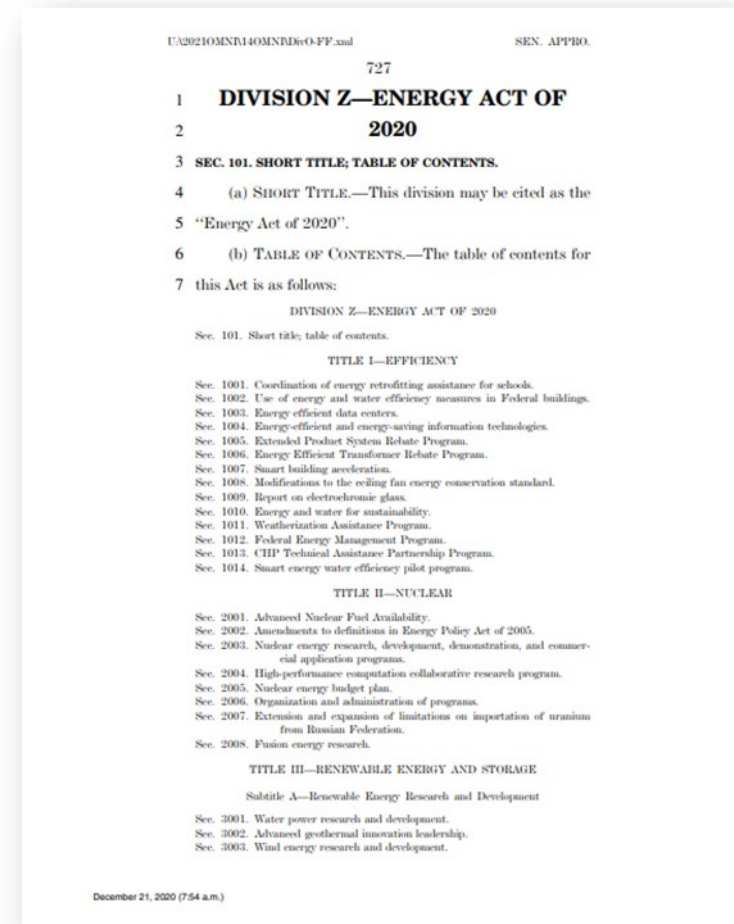 U:\2021OMNI\14OMNI\DivO-FF.xml SEN. APPRO.
727
1 DIVISION Z—ENERGY ACT OF
2 2020
3 SEC. 101. SHORT TITLE; TABLE OF CONTENTS.
4 (a) SHORT TITLE.—This division may be cited as the
5 “Energy Act of 2020”.
6 (b) TABLE OF CONTENTS.—The table of contents for
7 this Act is as follows:
DIVISION Z—ENERGY ACT OF 2020
Sec. 101. Short title; table of contents.
TITLE I—EFFICIENCY
Sec. 1001. Coordination of energy retrofitting assistance for schools.
Sec. 1002. Use of energy and water efficiency measures in Federal buildings.
Sec. 1003. Energy efficient data centers.
Sec. 1004. Energy-efficient and energy-saving information technologies.
Sec. 1005. Extended Product System Rebate Program.
Sec. 1006. Energy Efficient Transformer Rebate Program.
Sec. 1007. Smart building acceleration.
Sec. 1008. Modifications to the ceiling fan energy conservation standard.
Sec. 1009. Report on electrochromic glass.
Sec. 1010. Energy and water for sustainability.
Sec. 1011. Weatherization Assistance Program.
Sec. 1012. Federal Energy Management Program.
Sec. 1013. CHP Technical Assistance Partnership Program.
Sec. 1014. Smart energy water efficiency pilot program.
TITLE II—NUCLEAR
Sec. 2001. Advanced Nuclear Fuel Availability.
Sec. 2002. Amendments to definitions in Energy Policy Act of 2005.
Sec. 2003. Nuclear energy research, development, demonstration, and commer-
cial application programs.
Sec. 2004. High-performance computation collaborative research program.
Sec. 2005. Nuclear energy budget plan.
Sec. 2006. Organization and administration of programs.
Sec. 2007. Extension and expansion of limitations on importation of uranium
from Russian Federation.
Sec. 2008. Fusion energy research.
TITLE III—RENEWABLE ENERGY AND STORAGE
Subtitle A—Renewable Energy Research and Development
Sec. 3001. Water power research and development.
Sec. 3002. Advanced geothermal innovation leadership.
Sec. 3003. Wind energy research and development.
December 21, 2020 (7:54 a.m.)